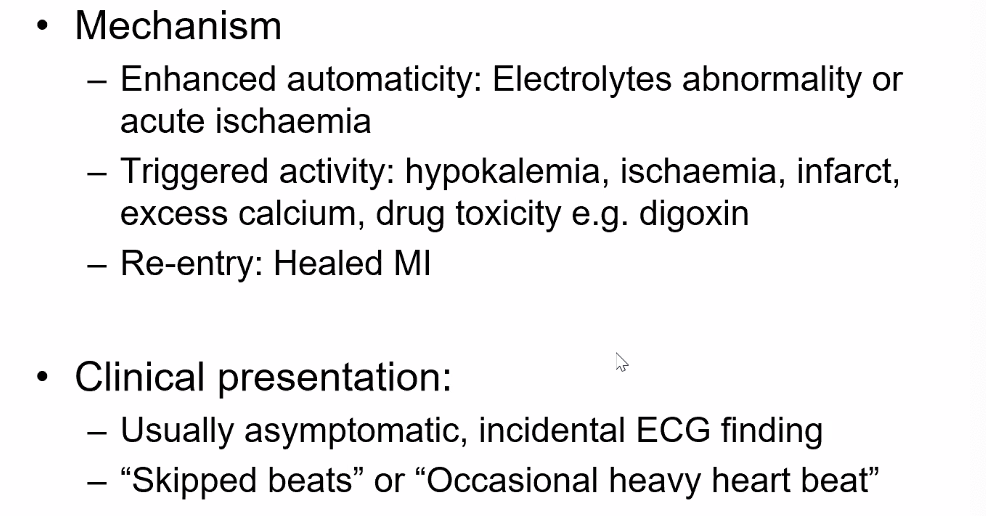 • Mechanism
– Enhanced automaticity: Electrolytes abnormality or
acute ischaemia
– Triggered activity: hypokalemia, ischaemia, infarct,
excess calcium, drug toxicity e.g. digoxin
– Re-entry: Healed MI
• Clinical presentation:
– Usually asymptomatic, incidental ECG finding
– “Skipped beats” or “Occasional heavy heart beat”